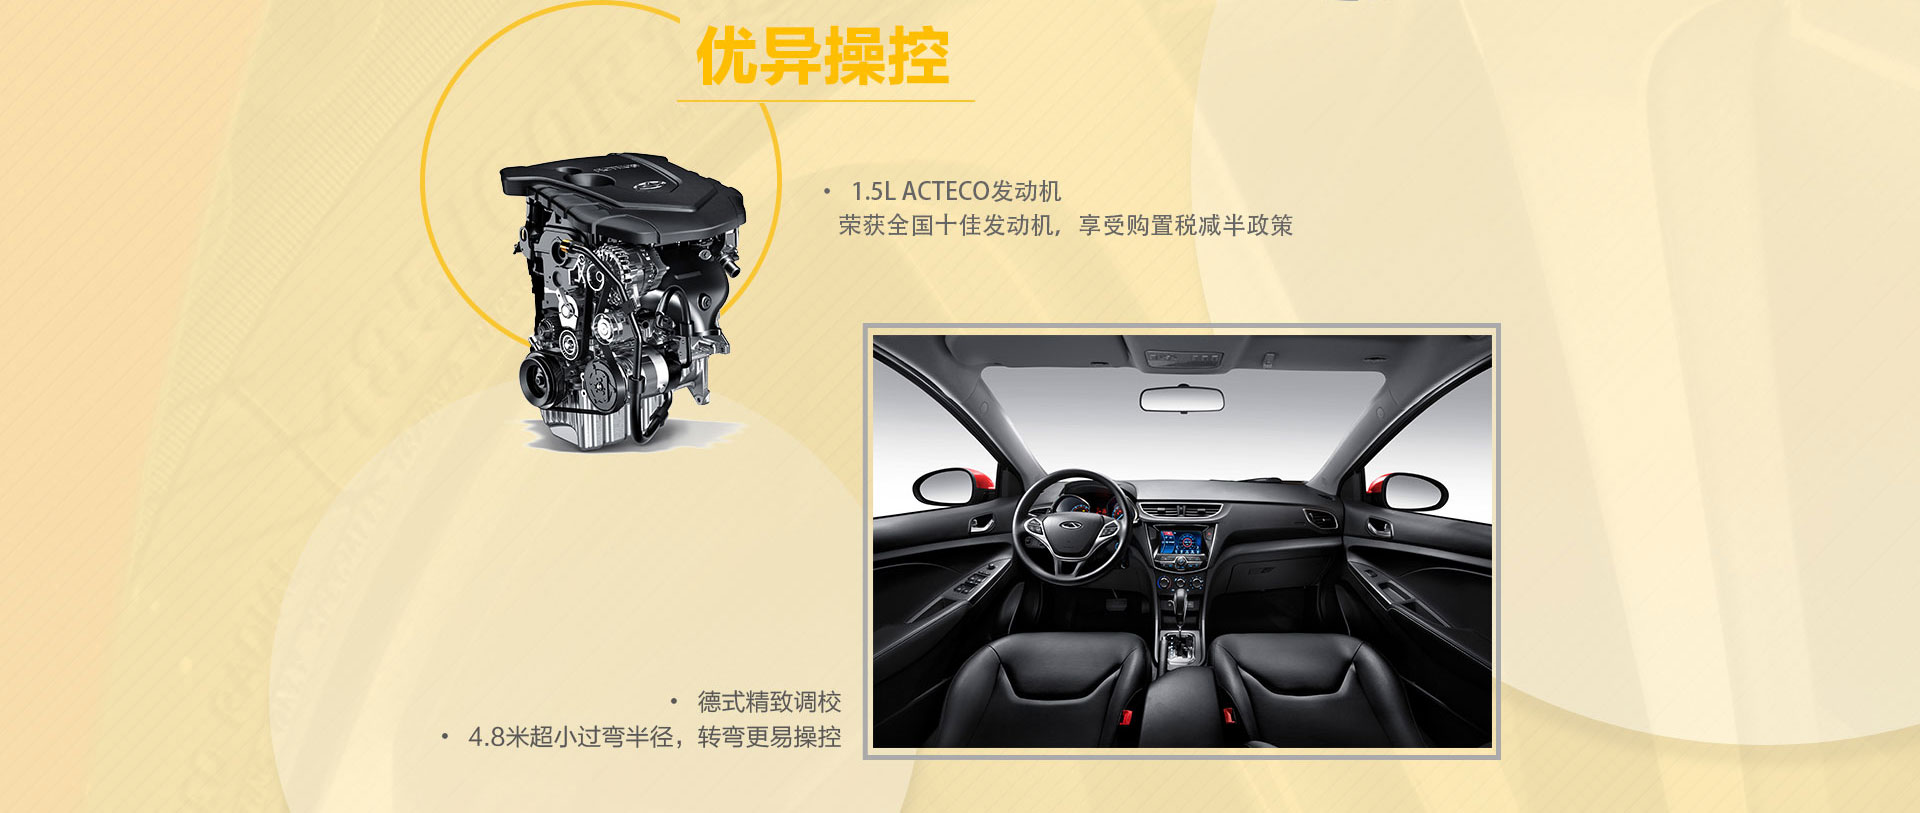 优异操控
• 1.5L ACTECO发动机
荣获全国十佳发动机，享受购置税减半政策
• 德式精致调校
• 4.8米超小过弯半径，转弯更易操控